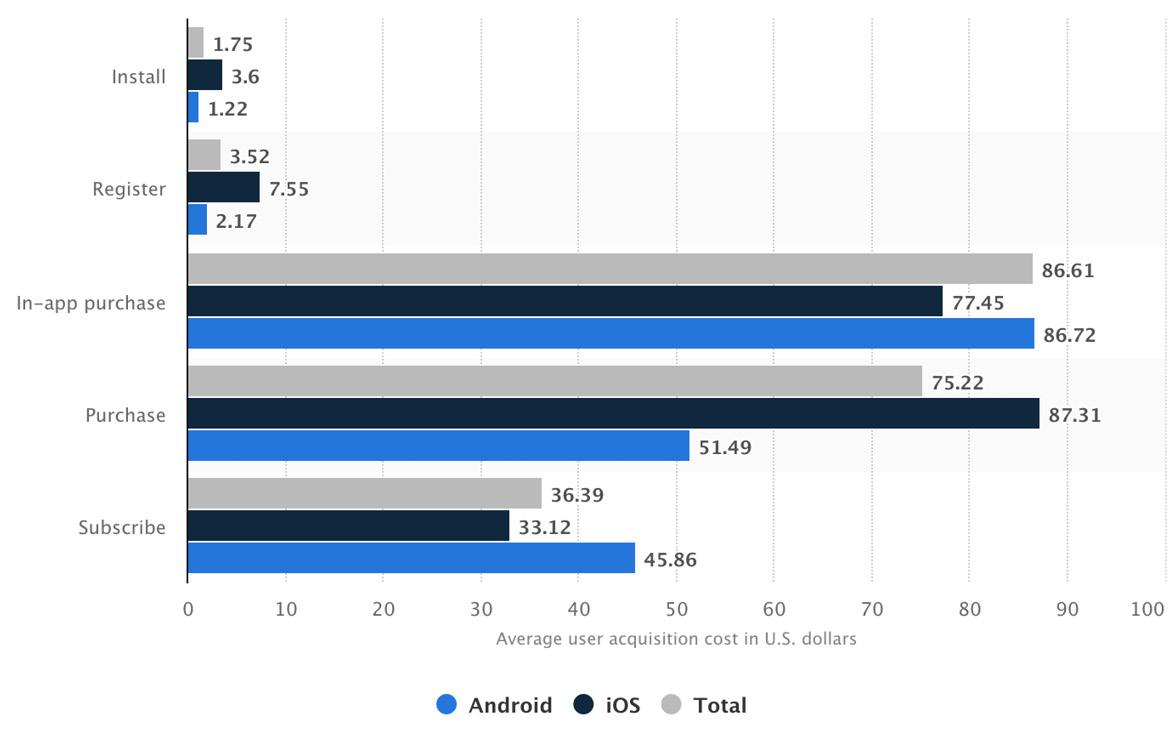 1.75
Install
3.6
1.22
3.52
Register
7.55
2.17
86.61
In-app purchase
77.45
86.72
75.22
Purchase
87.31
51.49
36.39
Subscribe
33.12
45.86
0 10 20 30 40 50 60 70 80 90 100
Average user acquisition cost in U.S. dollars
Android iOS Total